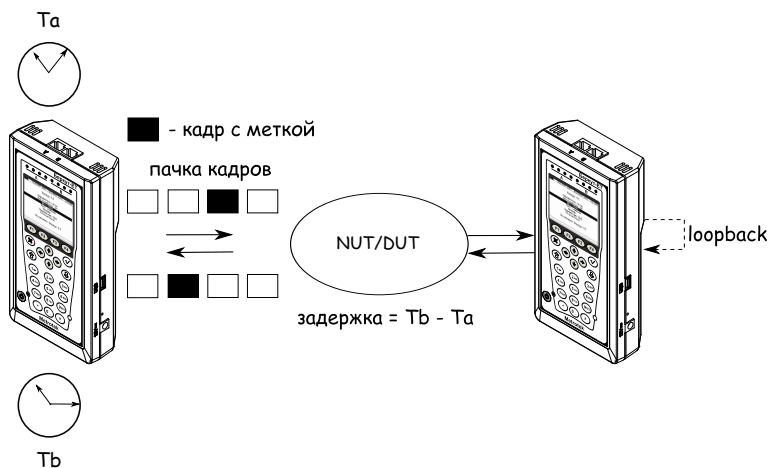 Ta
- кадр с меткой
пачка кадров
NUT/DUT
loopback
задержка = Tb - Ta
Tb